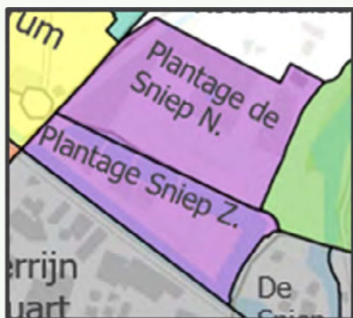 um
Plantage de
Sniep N.
Plantage Sniep Z.
errijn
uart
De